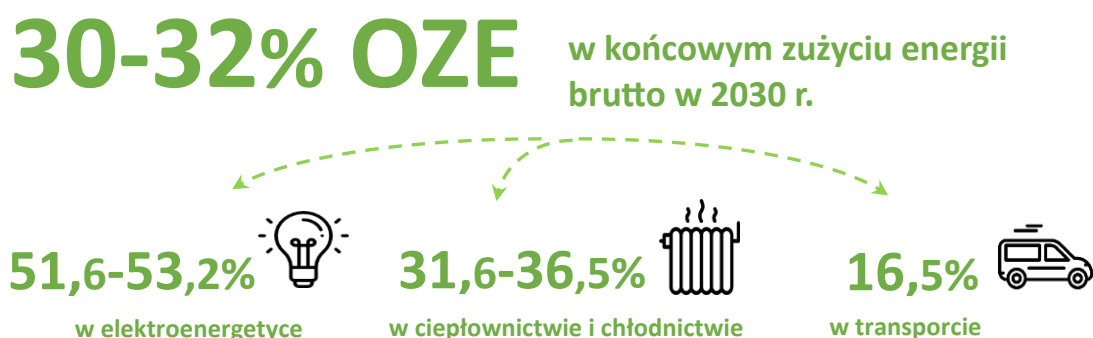 30-32% OZE
w końcowym zużyciu energii
brutto w 2030 r.
51,6-53,2%
31,6-36,5%
16,5%
w elektroenergetyce
w ciepłownictwie i chłodnictwie
w transporcie